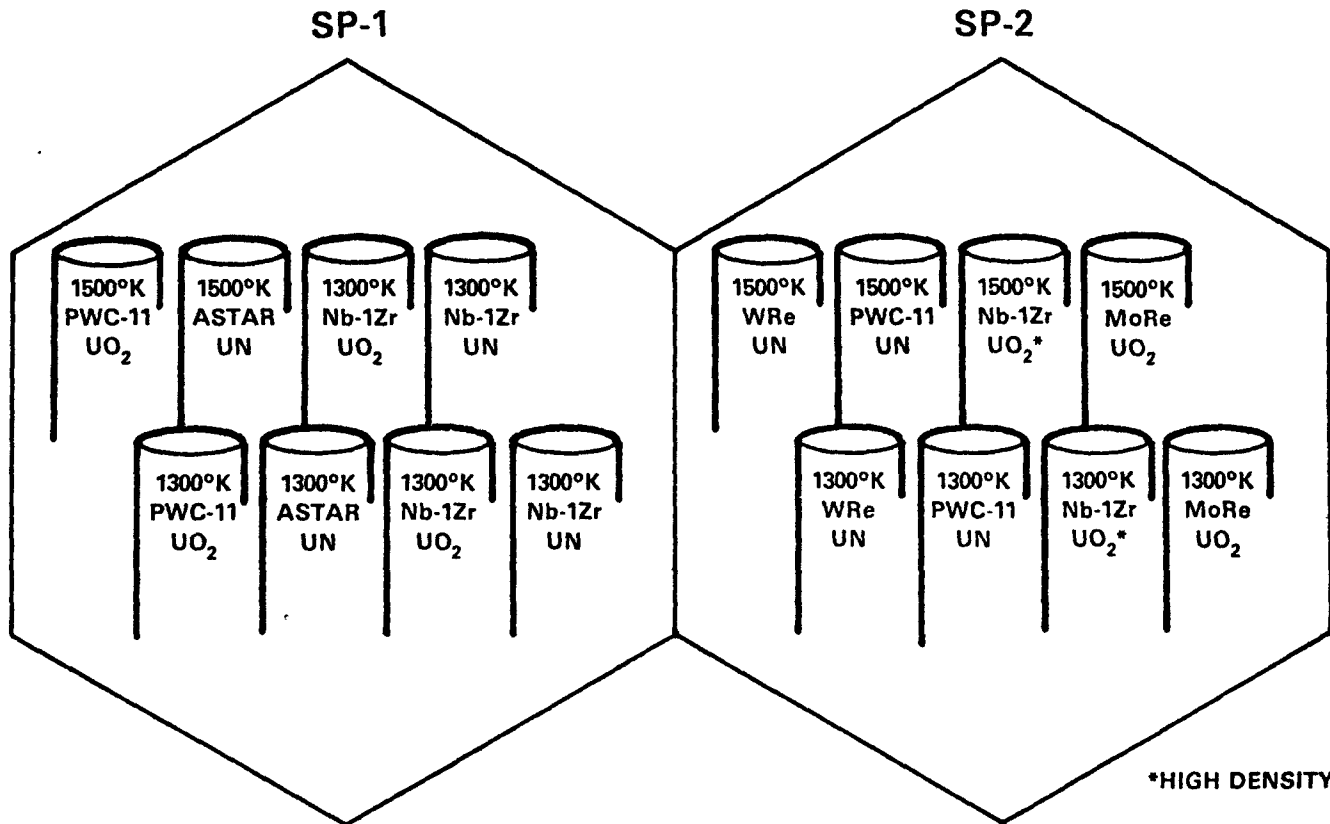 SP-1
SP-2
1500°K
PWC-11
UO₂
1500°K
ASTAR
UN
1300°K
Nb-1Zr
UO₂
1300°K
Nb-1Zr
UN
1300°K
PWC-11
UO₂
1300°K
ASTAR
UN
1300°K
Nb-1Zr
UO₂
1300°K
Nb-1Zr
UN
1500°K
WRe
UN
1500°K
PWC-11
UN
1500°K
Nb-1Zr
UO₂*
1500°K
MoRe
UO₂
1300°K
WRe
UN
1300°K
PWC-11
UN
1300°K
Nb-1Zr
UO₂*
1300°K
MoRe
UO₂
*HIGH DENSITY